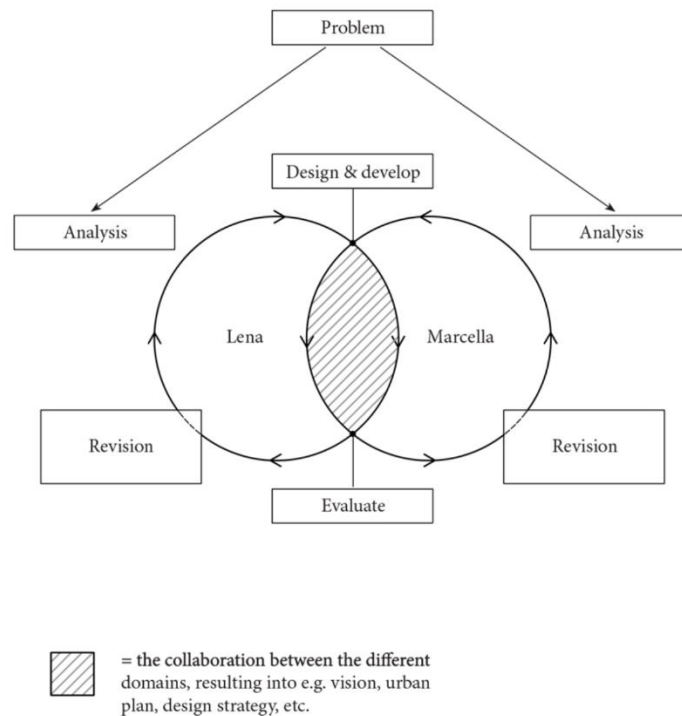 Problem
Design & develop
Analysis
Analysis
Lena
Marcella
Revision
Revision
Evaluate
= the collaboration between the different
domains, resulting into e.g. vision, urban
plan, design strategy, etc.